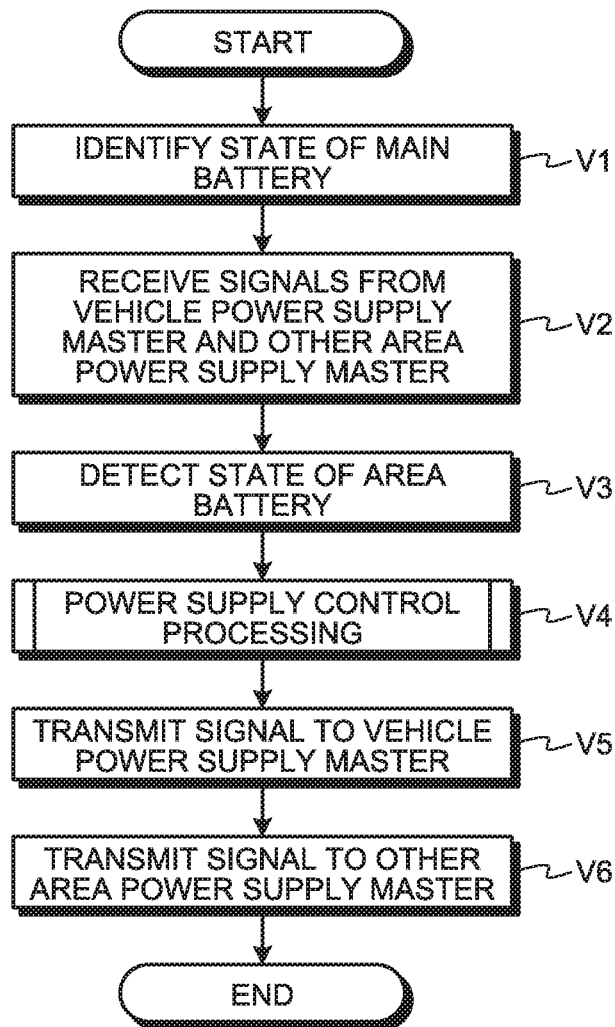 START
IDENTIFY STATE OF MAIN
BATTERY
V1
RECEIVE SIGNALS FROM
VEHICLE POWER SUPPLY
MASTER AND OTHER AREA
POWER SUPPLY MASTER
V2
DETECT STATE OF AREA
BATTERY
V3
POWER SUPPLY CONTROL
PROCESSING
V4
TRANSMIT SIGNAL TO VEHICLE
POWER SUPPLY MASTER
V5
TRANSMIT SIGNAL TO OTHER
AREA POWER SUPPLY MASTER
V6
END